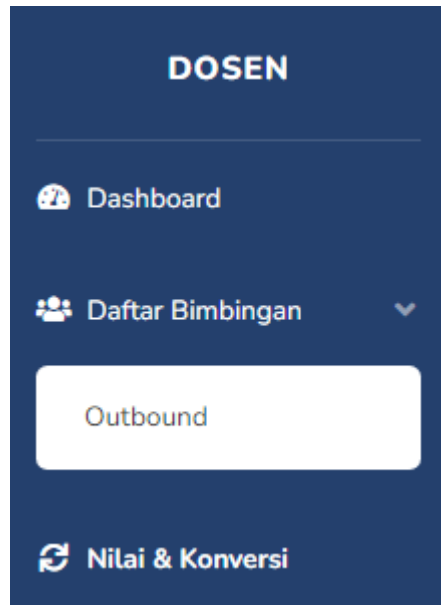 DOSEN
Dashboard
Daftar Bimbingan
Outbound
Nilai & Konversi